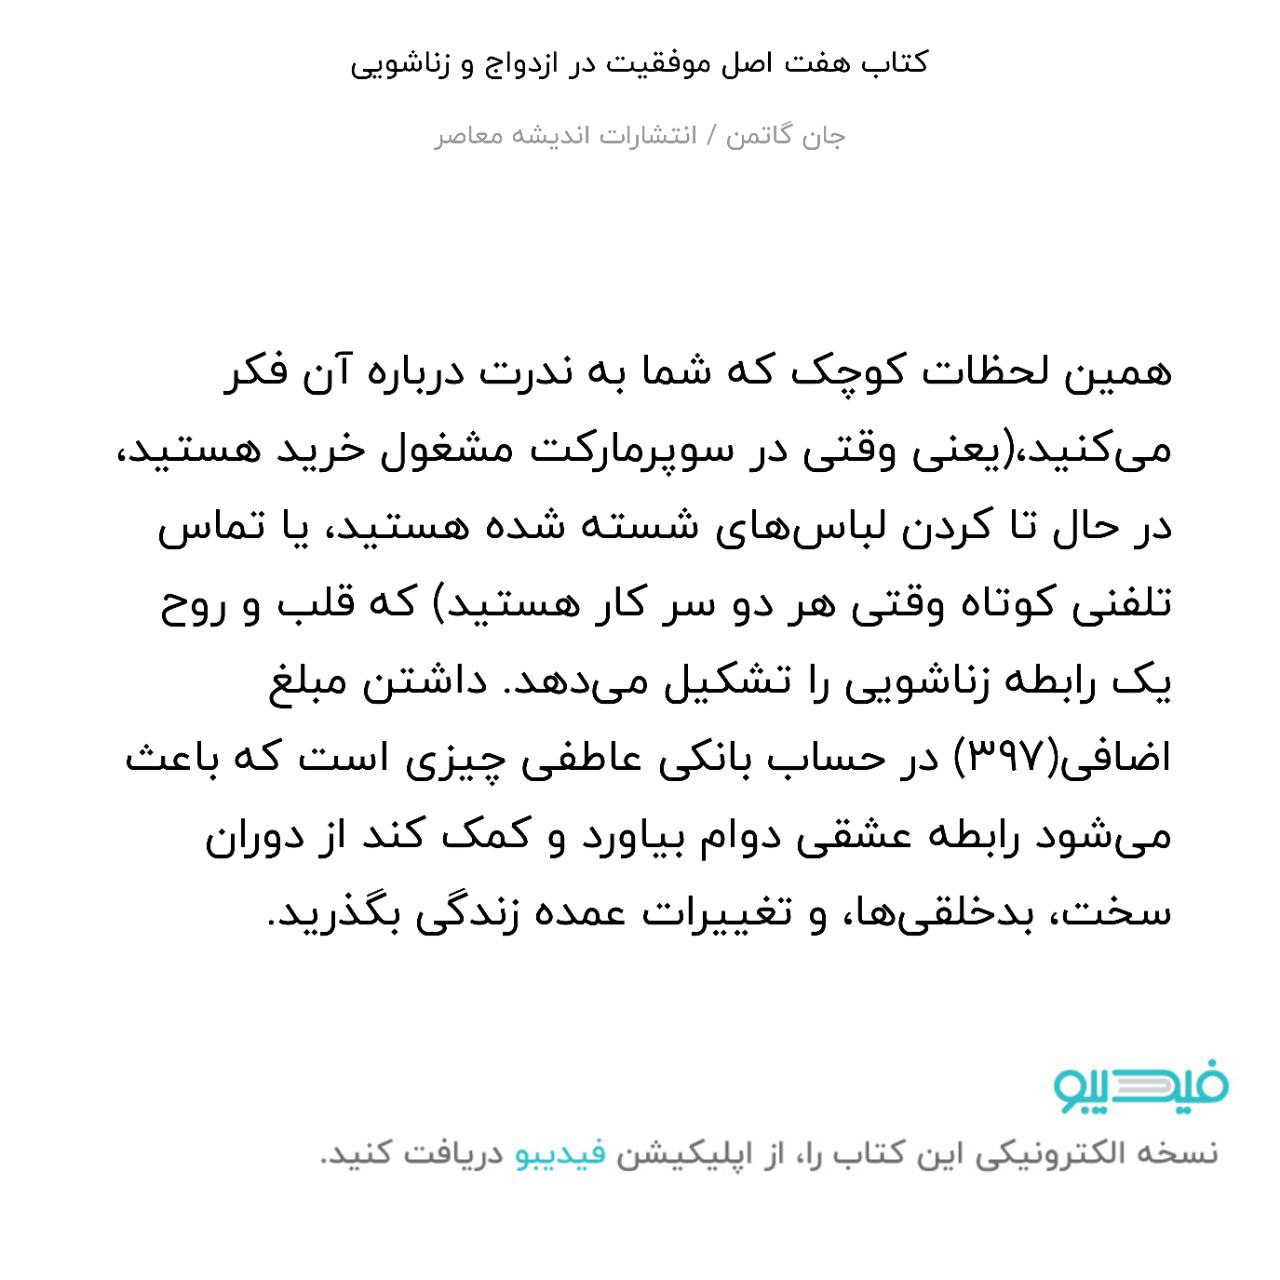 کتاب هفت اصل موفقیت در ازدواج و زناشویی
جان گاتمن / انتشارات اندیشه معاصر
همین لحظات کوچک که شما به ندرت درباره آن فکر
می‌کنید،(یعنی وقتی در سوپرمارکت مشغول خرید هستید،
در حال تا کردن لباس‌های شسته شده هستید، یا تماس
تلفنی کوتاه وقتی هر دو سر کار هستید) که قلب و روح
یک رابطه زناشویی را تشکیل می‌دهد. داشتن مبلغ
اضافی(۳۹۷) در حساب بانکی عاطفی چیزی است که باعث
می‌شود رابطه عشقی دوام بیاورد و کمک کند از دوران
سخت، بدخلقی‌ها، و تغییرات عمده زندگی بگذرید.
فیدیبو
نسخه الکترونیکی این کتاب را، از اپلیکیشن فیدیبو دریافت کنید.